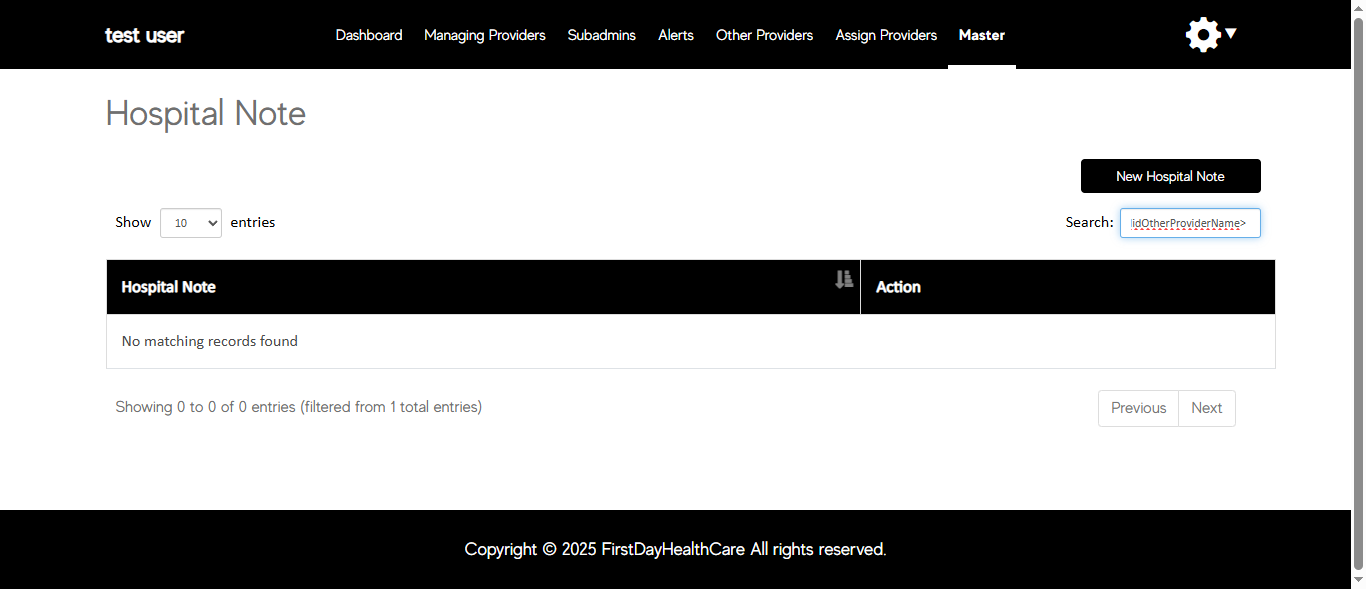 test user Dashboard Managing Providers Subadmins Alerts Other Providers Assign Providers Master
Hospital Note
New Hospital Note
Show 10 entries Search: idOtherProviderName>
Hospital Note Action
No matching records found
Showing 0 to 0 of 0 entries (filtered from 1 total entries)
Previous Next
Copyright © 2025 FirstDayHealthCare All rights reserved.